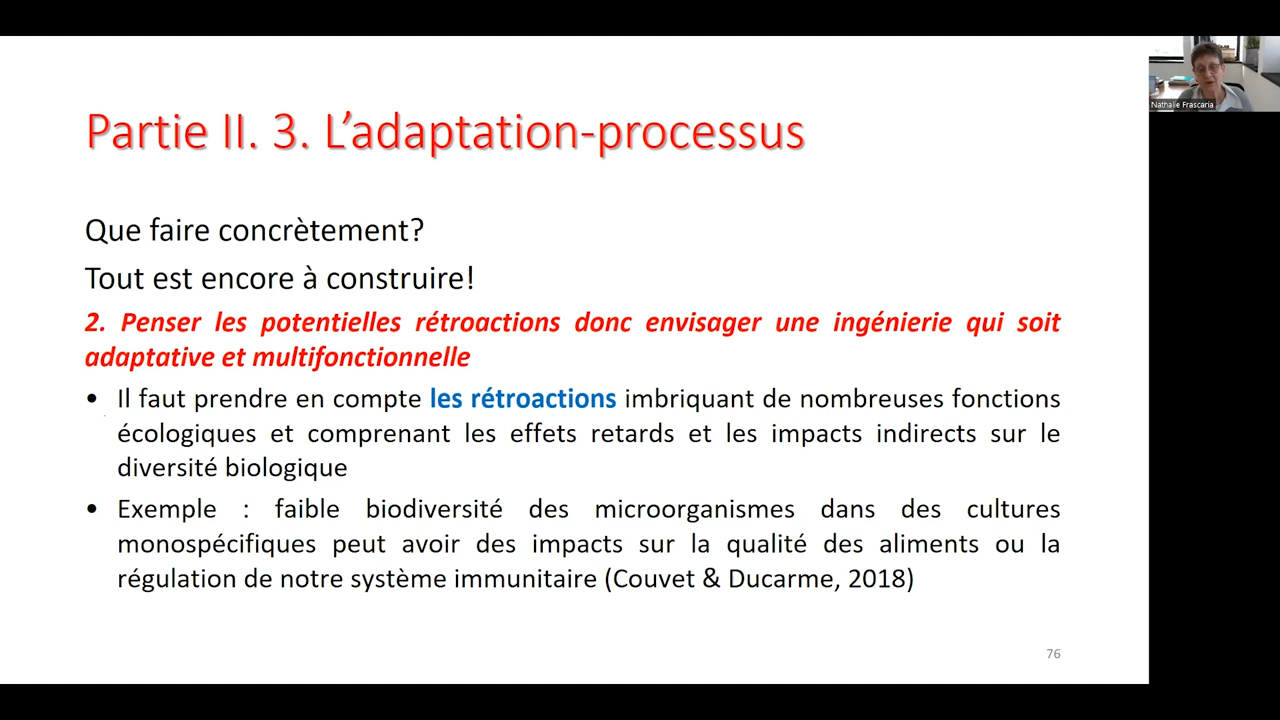 Partie II. 3. L’adaptation-processus
Nathalie Frascaria
Que faire concrètement?
Tout est encore à construire!
2. Penser les potentielles rétroactions donc envisager une ingénierie qui soit
adaptative et multifonctionnelle
• Il faut prendre en compte les rétroactions imbriquant de nombreuses fonctions
écologiques et comprenant les effets retards et les impacts indirects sur le
diversité biologique
• Exemple : faible biodiversité des microorganismes dans des cultures
monospécifiques peut avoir des impacts sur la qualité des aliments ou la
régulation de notre système immunitaire (Couvet & Ducarme, 2018)
76